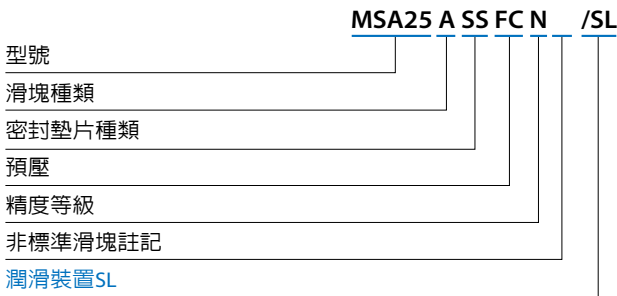 MSA25 A SS FC N /SL
型號
滑塊種類
密封墊片種類
預壓
精度等級
非標準滑塊註記
潤滑裝置SL